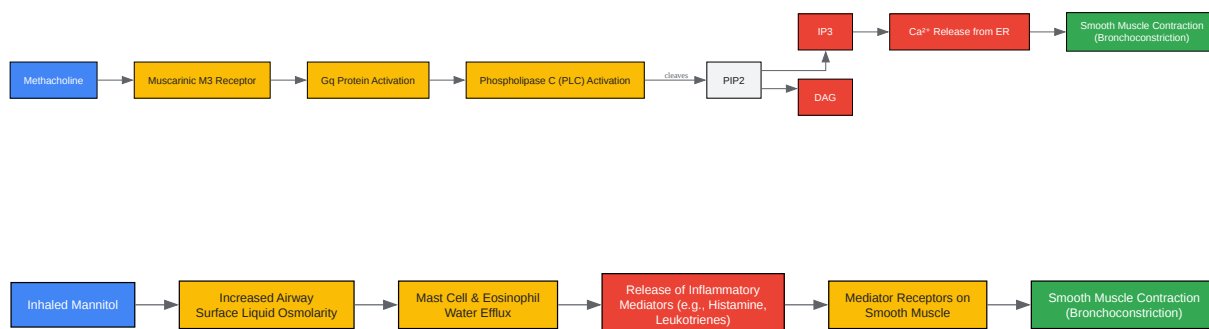 Methacholine
Muscarinic M3 Receptor
Gq Protein Activation
Phospholipase C (PLC) Activation
cleaves
PIP2
IP3
DAG
Ca²⁺ Release from ER
Smooth Muscle Contraction
(Bronchoconstriction)
Inhaled Mannitol
Increased Airway
Surface Liquid Osmolarity
Mast Cell & Eosinophil
Water Efflux
Release of Inflammatory
Mediators (e.g., Histamine,
Leukotrienes)
Mediator Receptors on
Smooth Muscle
Smooth Muscle Contraction
(Bronchoconstriction)